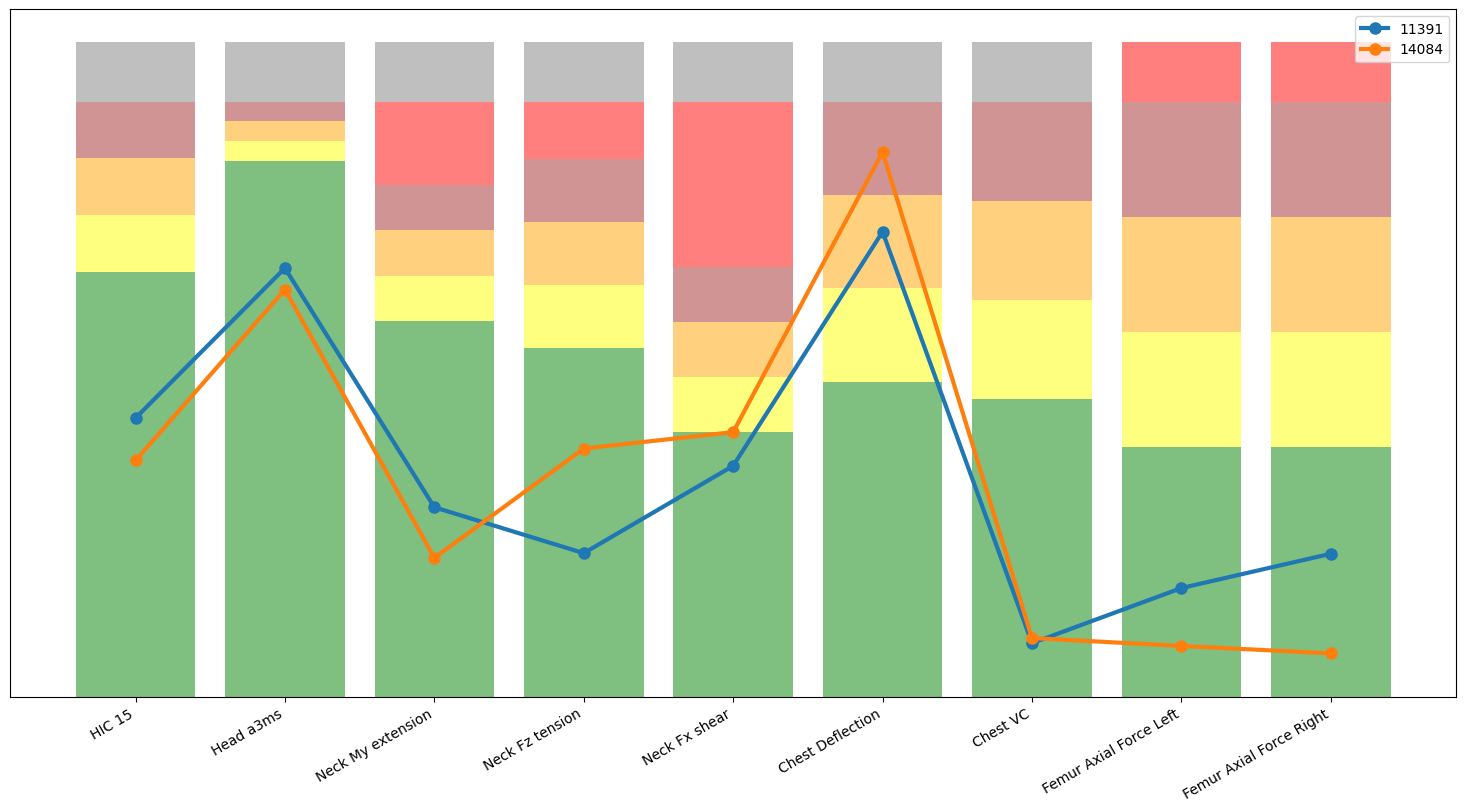 11391
14084
HIC 15
Head a3ms
Neck My extension
Neck Fz tension
Neck Fx shear
Chest Deflection
Chest VC
Femur Axial Force Left
Femur Axial Force Right